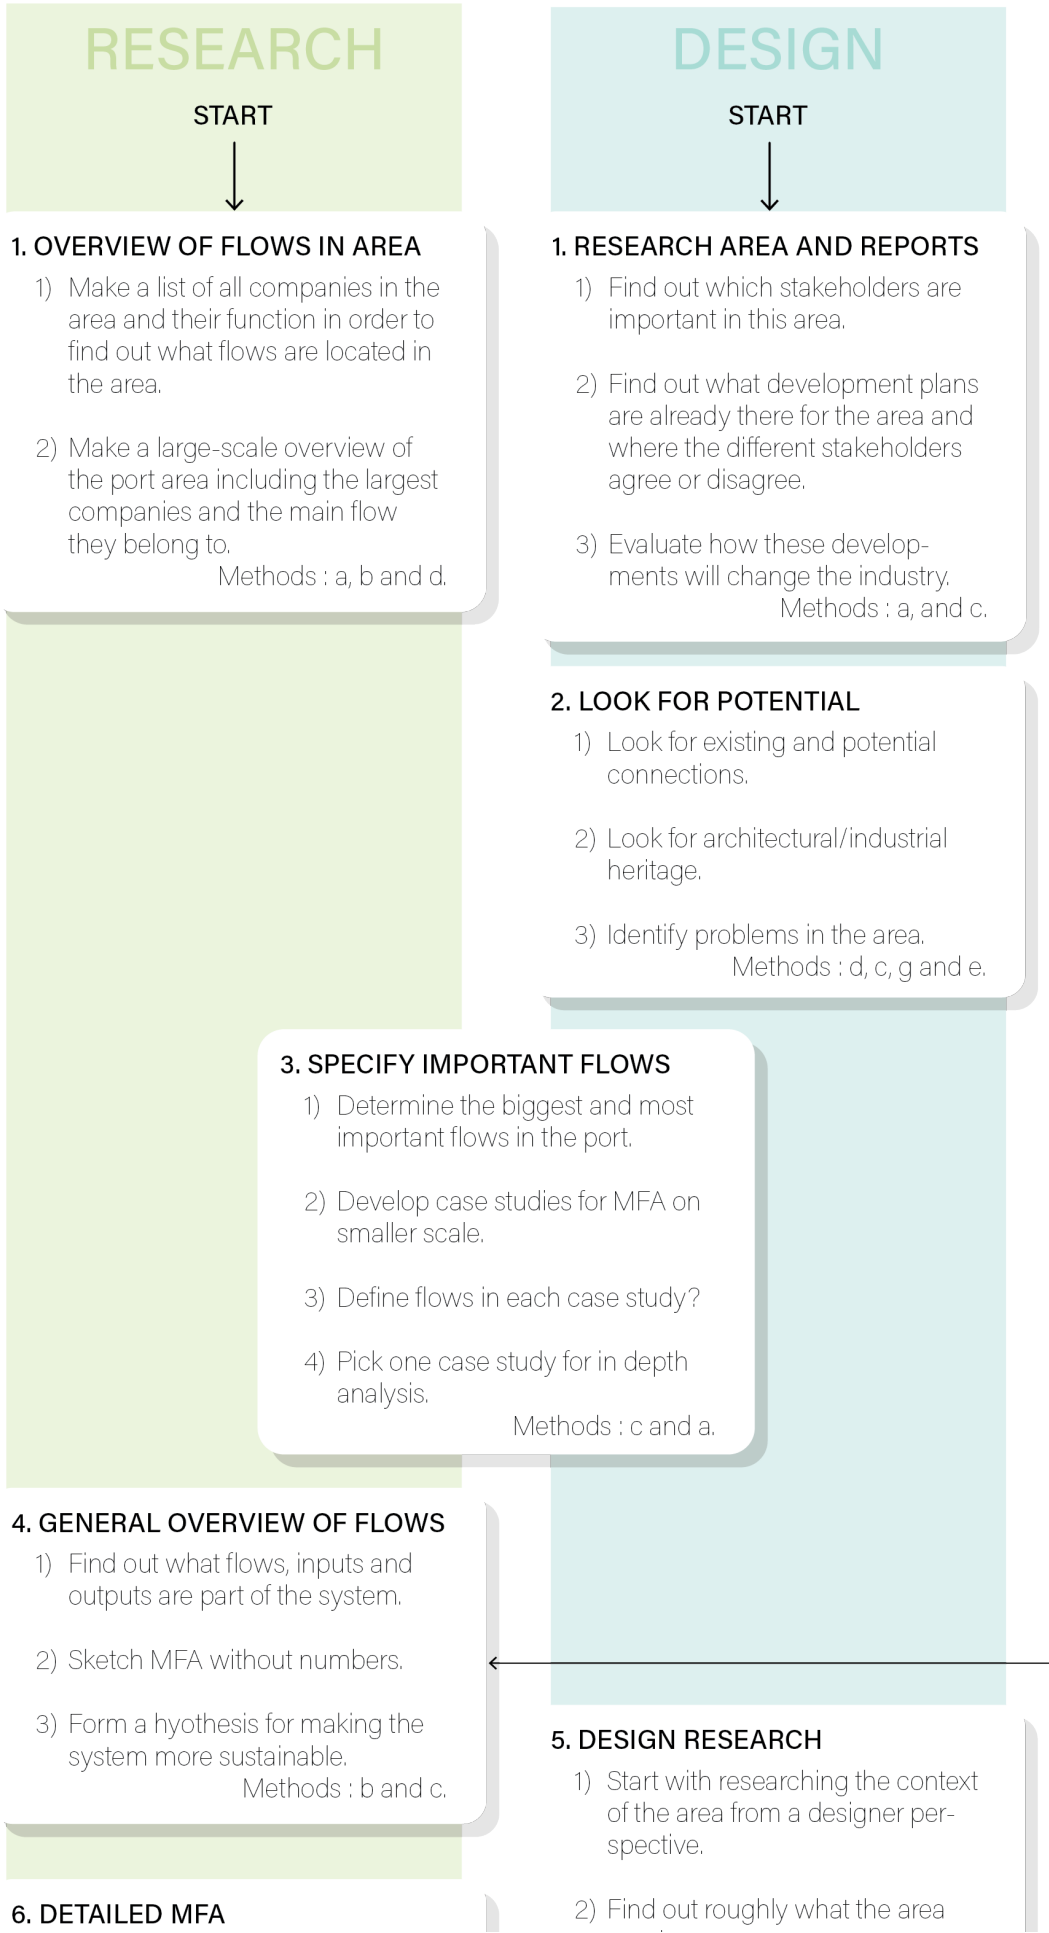 RESEARCH
START
1. OVERVIEW OF FLOWS IN AREA
1) Make a list of all companies in the
area and their function in order to
find out what flows are located in
the area.
2) Make a large-scale overview of
the port area including the largest
companies and the main flow
they belong to.
Methods : a, b and d.
DESIGN
START
1. RESEARCH AREA AND REPORTS
1) Find out which stakeholders are
important in this area.
2) Find out what development plans
are already there for the area and
where the different stakeholders
agree or disagree.
3) Evaluate how these develop-
ments will change the industry.
Methods : a, and c.
2. LOOK FOR POTENTIAL
1) Look for existing and potential
connections.
2) Look for architectural/industrial
heritage.
3) Identify problems in the area.
Methods : d, c, g and e.
3. SPECIFY IMPORTANT FLOWS
1) Determine the biggest and most
important flows in the port.
2) Develop case studies for MFA on
smaller scale.
3) Define flows in each case study?
4) Pick one case study for in depth
analysis.
Methods : c and a.
4. GENERAL OVERVIEW OF FLOWS
1) Find out what flows, inputs and
outputs are part of the system.
2) Sketch MFA without numbers.
3) Form a hyothesis for making the
system more sustainable.
Methods : b and c.
5. DESIGN RESEARCH
1) Start with researching the context
of the area from a designer per-
spective.
2) Find out roughly what the area
6. DETAILED MFA